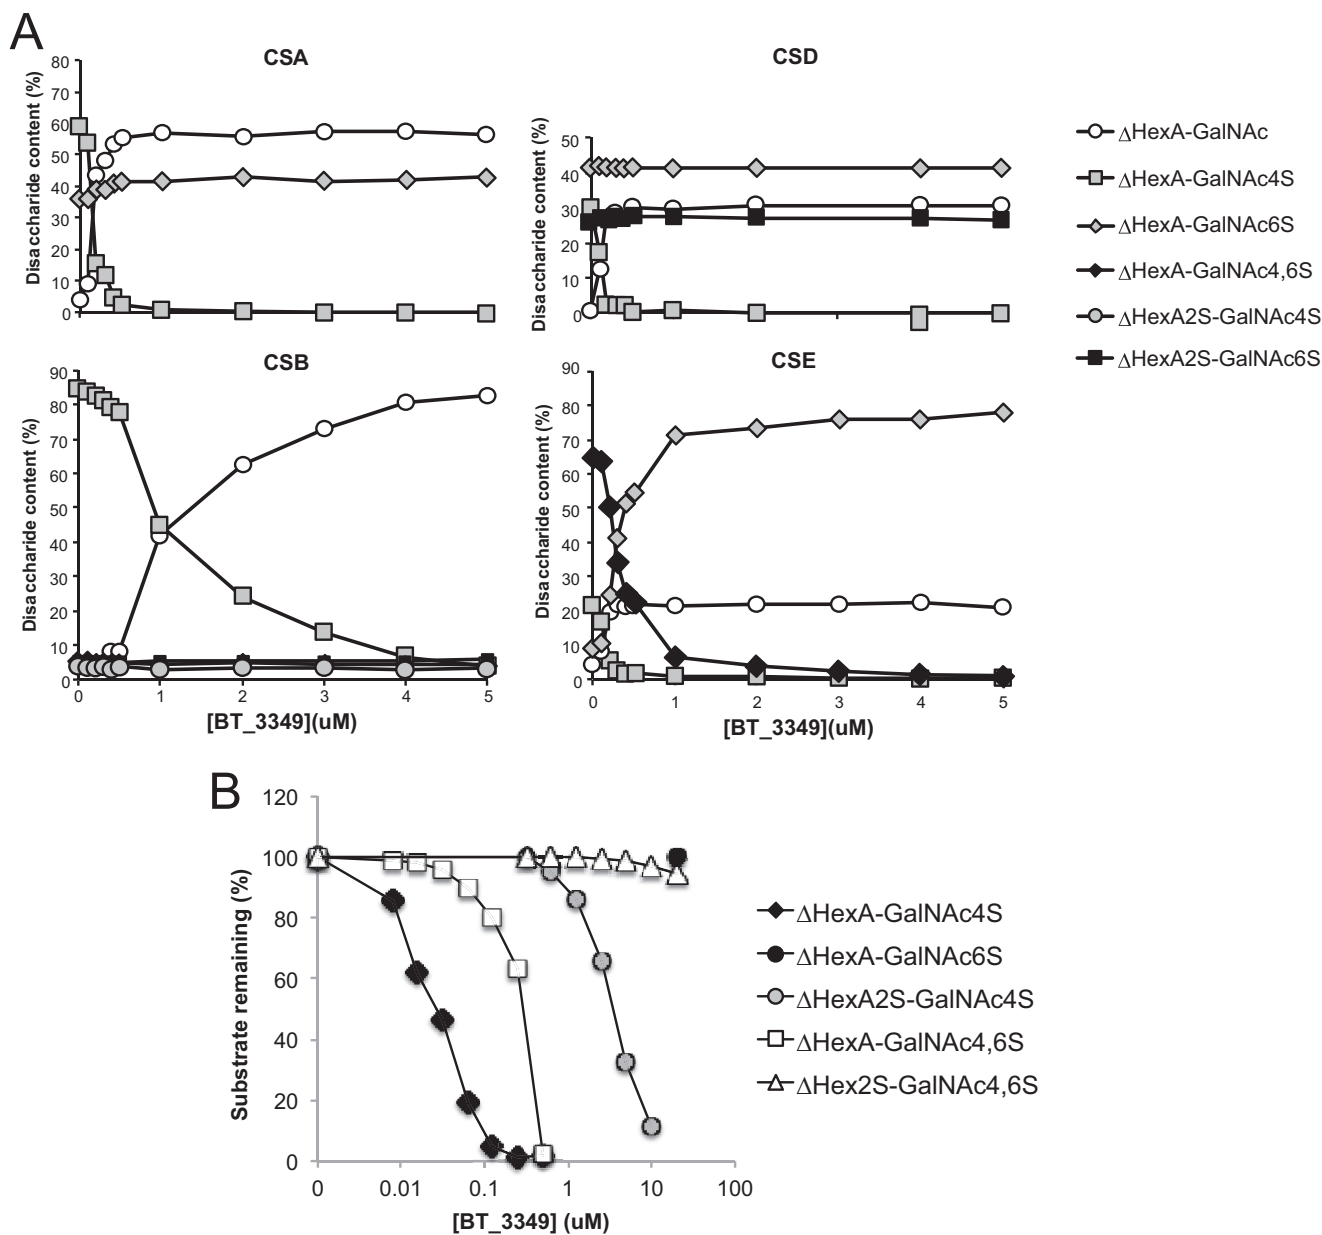 A
CSA
Disaccharide content (%)
80
70
60
50
40
30
20
10
0
CSD
Disaccharide content (%)
50
40
30
20
10
0
ΔHexA-GalNAc
ΔHexA-GalNAc4S
ΔHexA-GalNAc6S
ΔHexA-GalNAc4,6S
ΔHexA2S-GalNAc4S
ΔHexA2S-GalNAc6S
CSB
Disaccharide content (%)
90
80
70
60
50
40
30
20
10
0
0 1 2 3 4 5
[BT_3349](uM)
CSE
Disaccharide content (%)
90
80
70
60
50
40
30
20
10
0
0 1 2 3 4 5
[BT_3349](uM)
B
Substrate remaining (%)
120
100
80
60
40
20
0
0 0.01 0.1 1 10 100
[BT_3349] (uM)
ΔHexA-GalNAc4S
ΔHexA-GalNAc6S
ΔHexA2S-GalNAc4S
ΔHexA-GalNAc4,6S
ΔHex2S-GalNAc4,6S